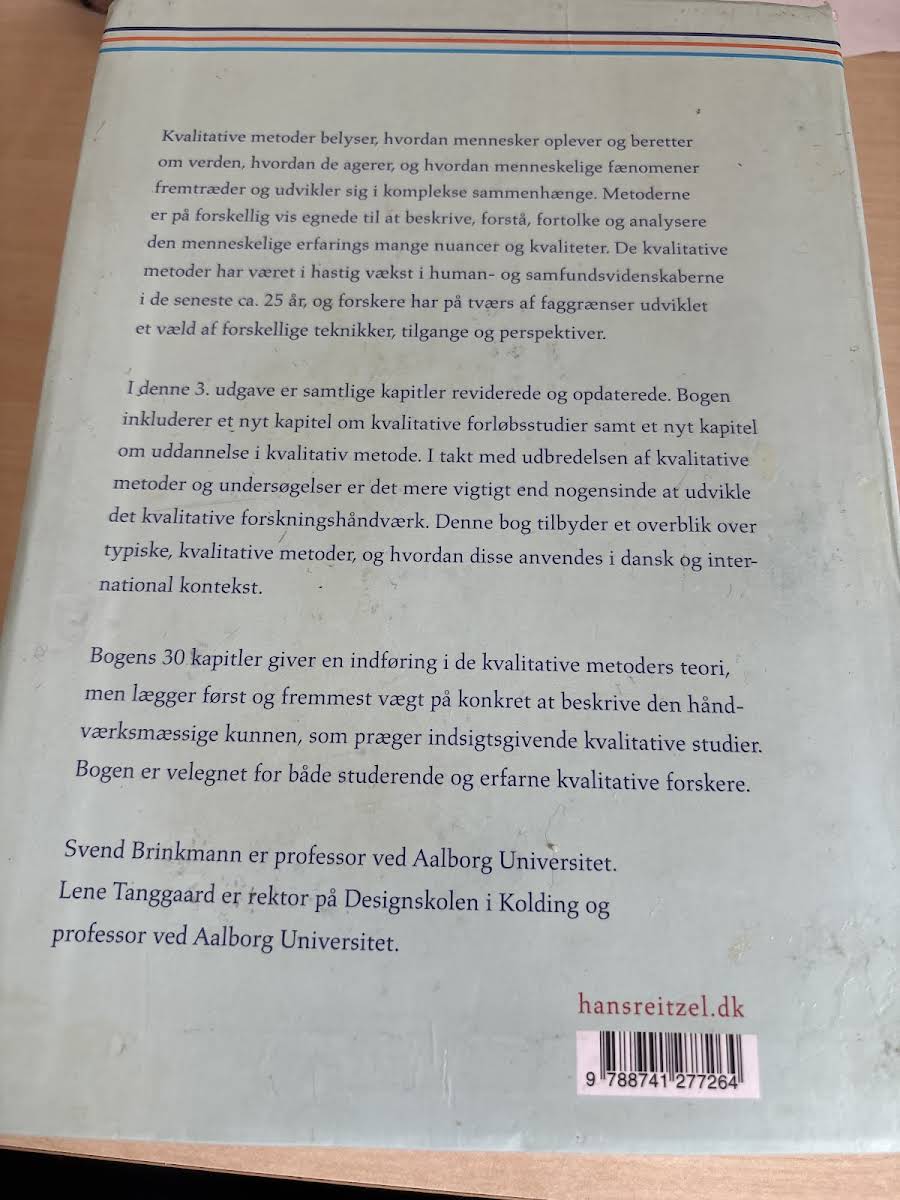 Kvalitative metoder belyser, hvordan mennesker oplever og beretter
om verden, hvordan de agerer, og hvordan menneskelige fænomener
fremtræder og udvikler sig i komplekse sammenhænge. Metoderne
er på forskellig vis egnede til at beskrive, forstå, fortolke og analysere
den menneskelige erfarings mange nuancer og kvaliteter. De kvalitative
metoder har været i hastig vækst i human- og samfundsvidenskaberne
i de seneste ca. 25 år, og forskere har på tværs af faggrænser udviklet
et væld af forskellige teknikker, tilgange og perspektiver.
I denne 3. udgave er samtlige kapitler reviderede og opdaterede. Bogen
inkluderer et nyt kapitel om kvalitative forløbsstudier samt et nyt kapitel
om uddannelse i kvalitativ metode. I takt med udbredelsen af kvalitative
metoder og undersøgelser er det mere vigtigt end nogensinde at udvikle
det kvalitative forskningshåndværk. Denne bog tilbyder et overblik over
typiske, kvalitative metoder, og hvordan disse anvendes i dansk og inter-
national kontekst.
Bogens 30 kapitler giver en indføring i de kvalitative metoders teori,
men lægger først og fremmest vægt på konkret at beskrive den hånd-
værksmæssige kunnen, som præger indsigtsgivende kvalitative studier.
Bogen er velegnet for både studerende og erfarne kvalitative forskere.
Svend Brinkmann er professor ved Aalborg Universitet.
Lene Tanggaard er rektor på Designskolen i Kolding og
professor ved Aalborg Universitet.
hansreitzel.dk
9 788741 277264